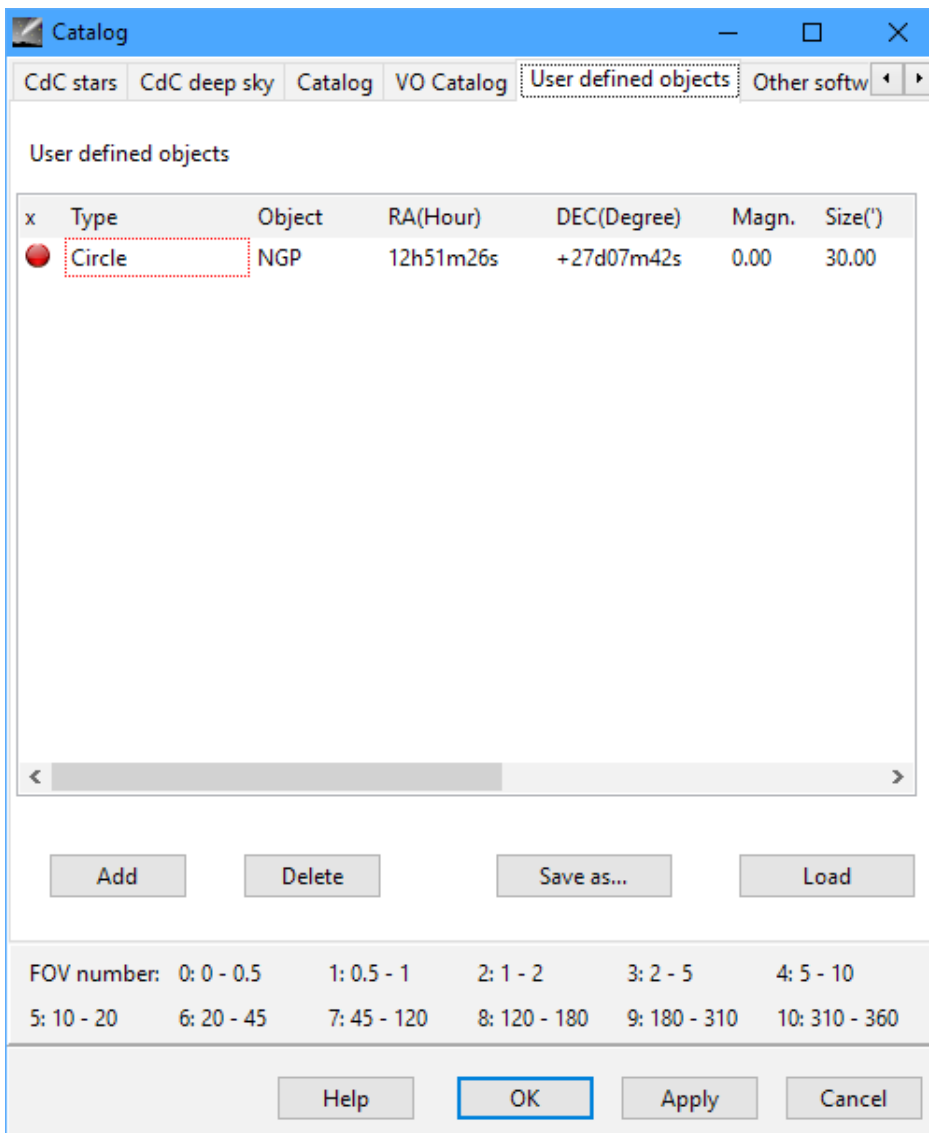 Catalog
CdC stars CdC deep sky Catalog VO Catalog User defined objects Other softw
User defined objects
x Type Object RA(Hour) DEC(Degree) Magn. Size(')
Circle NGP 12h51m26s +27d07m42s 0.00 30.00
Add Delete Save as... Load
FOV number: 0: 0 - 0.5 1: 0.5 - 1 2: 1 - 2 3: 2 - 5 4: 5 - 10
5: 10 - 20 6: 20 - 45 7: 45 - 120 8: 120 - 180 9: 180 - 310 10: 310 - 360
Help OK Apply Cancel